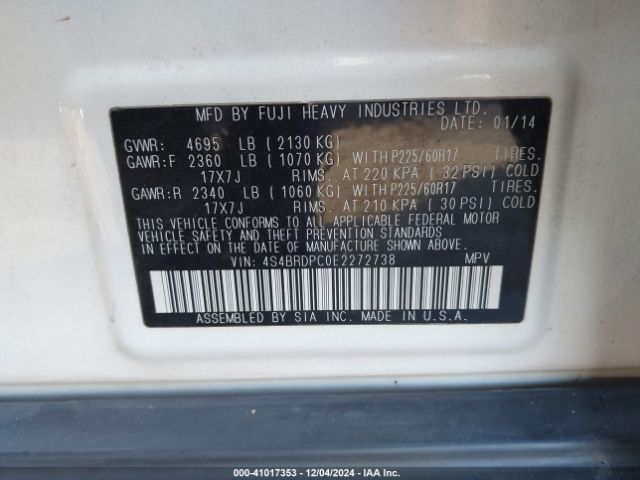 MFD BY FUJI HEAVY INDUSTRIES LTD.
DATE: 01/14
GVWR: 4695 LB ( 2130 KG)
GAWR:F 2360 LB ( 1070 KG) WITH P225/60R17 TIRES.
17X7J RIMS. AT 220 KPA ( 32 PSI) COLD
GAWR:R 2340 LB ( 1060 KG) WITH P225/60R17 TIRES.
17X7J RIMS. AT 210 KPA ( 30 PSI) COLD
THIS VEHICLE CONFORMS TO ALL APPLICABLE FEDERAL MOTOR
VEHICLE SAFETY AND THEFT PREVENTION STANDARDS
IN EFFECT ON THE DATE OF MANUFACTURE SHOWN ABOVE.
VIN: 4S4BRDPC0E2272738 MPV
ASSEMBLED BY SIA INC. MADE IN U.S.A.
000-41017353 - 12/04/2024 - IAA Inc.